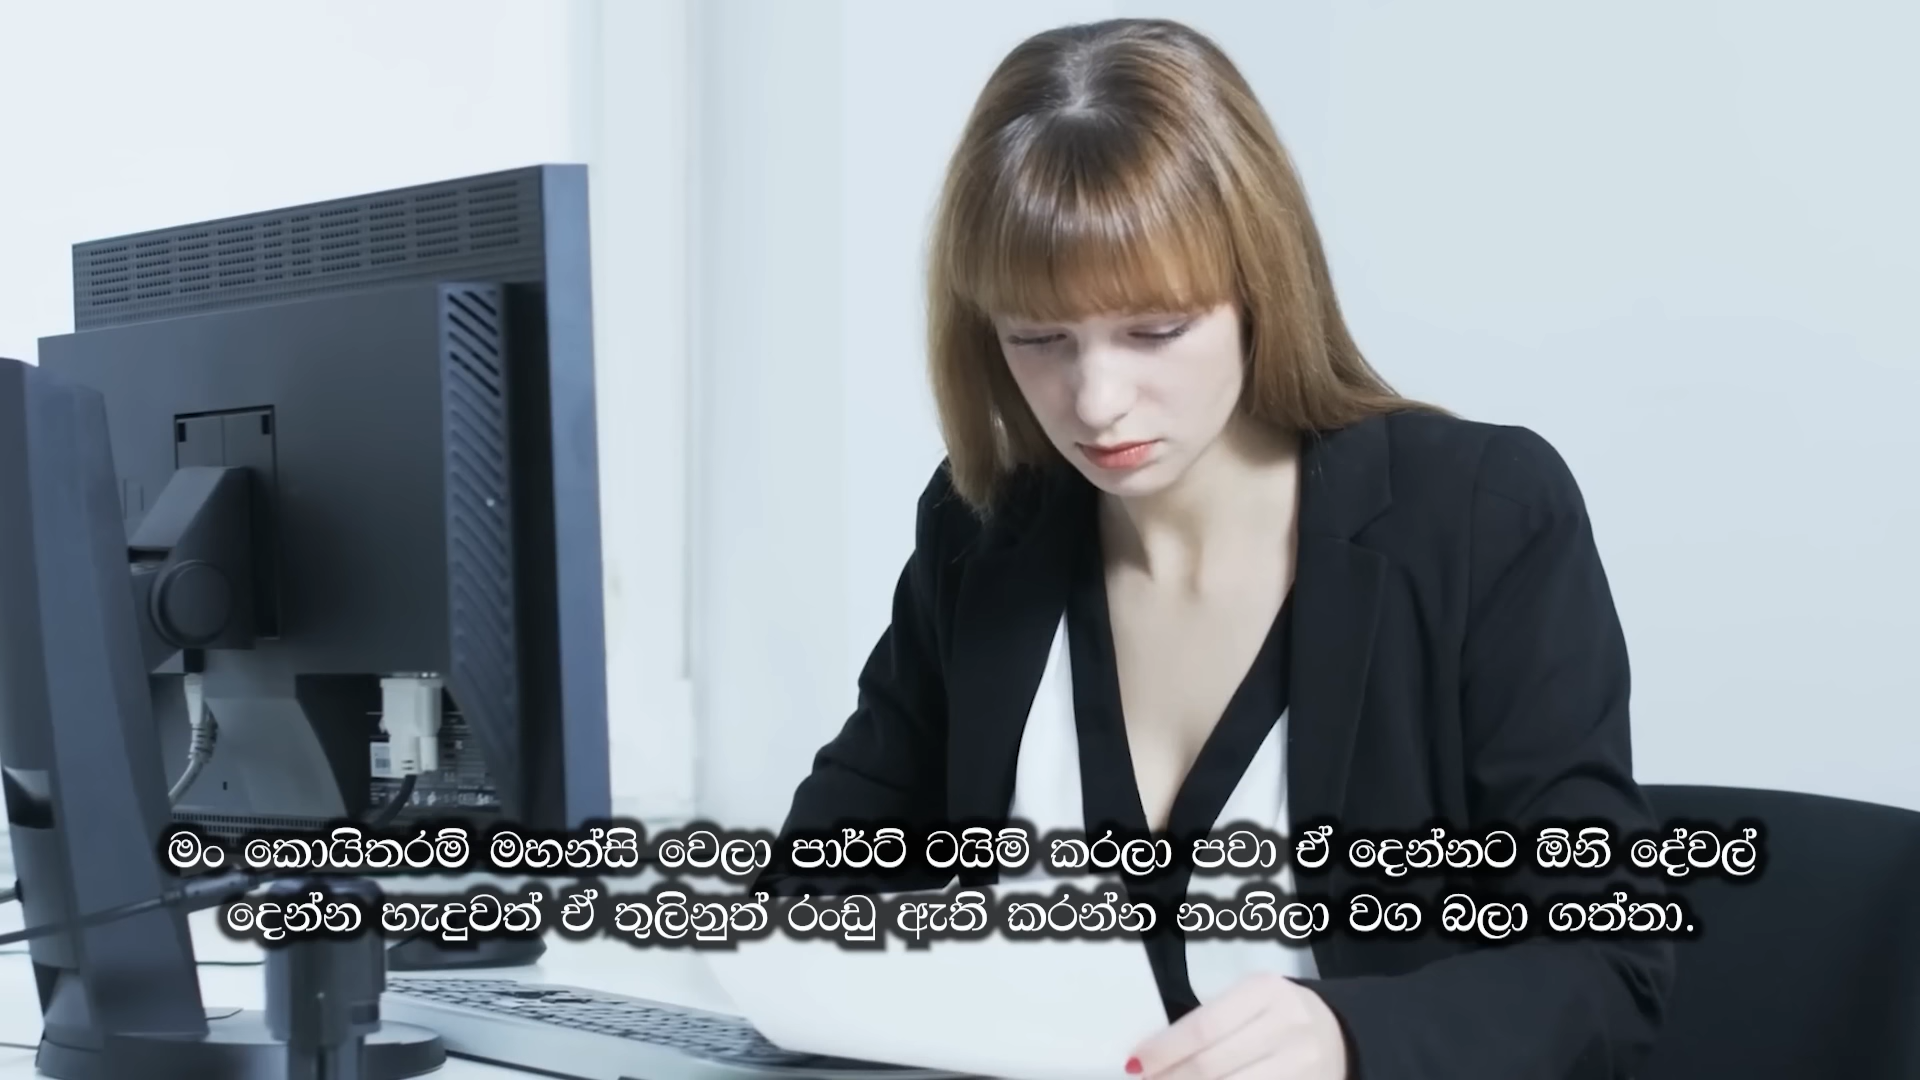 මං කොයිතරම් මහන්සි වෙලා පාර්ට් ටයිම් කරලා පවා ඒ දෙන්නට ඕනි දේවල්
දෙන්න හැදුවත් ඒ තුලිනුත් රංඩු ඇති කරන්න නංගිලා වග බලා ගත්තා.